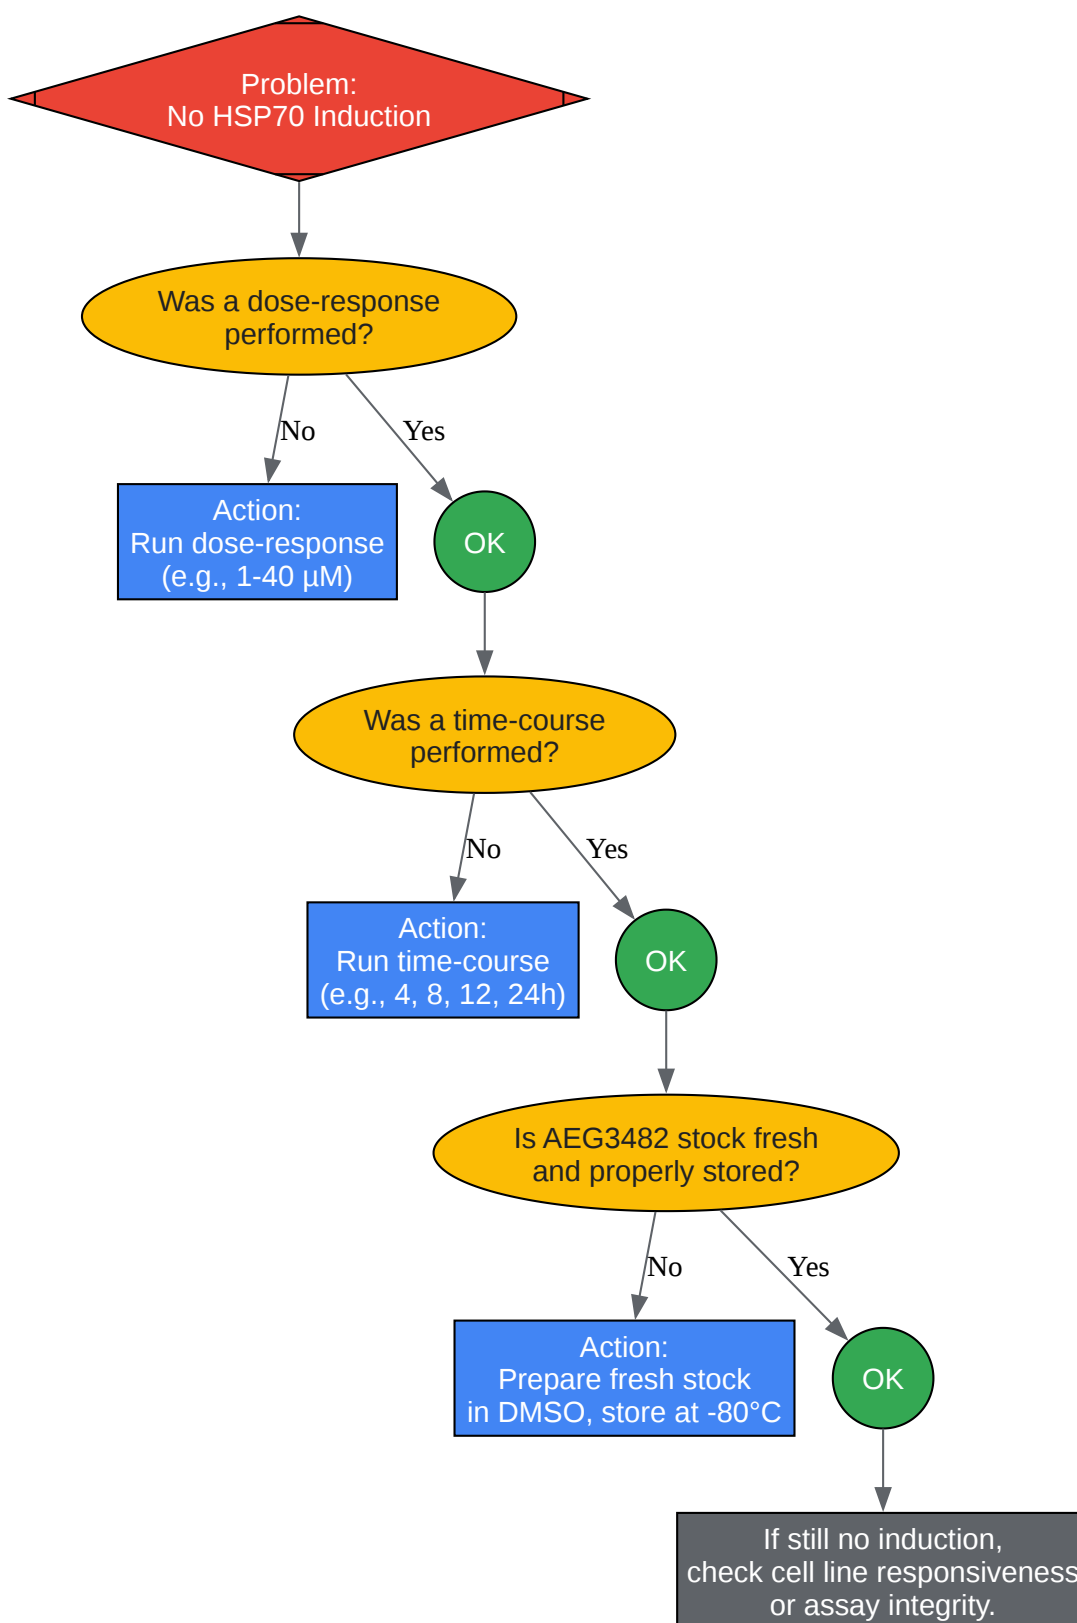 Problem:
No HSP70 Induction
Was a dose-response
performed?
No
Yes
Action:
Run dose-response
(e.g., 1-40 µM)
OK
Was a time-course
performed?
No
Yes
Action:
Run time-course
(e.g., 4, 8, 12, 24h)
OK
Is AEG3482 stock fresh
and properly stored?
No
Yes
Action:
Prepare fresh stock
in DMSO, store at -80°C
OK
If still no induction,
check cell line responsiveness
or assay integrity.